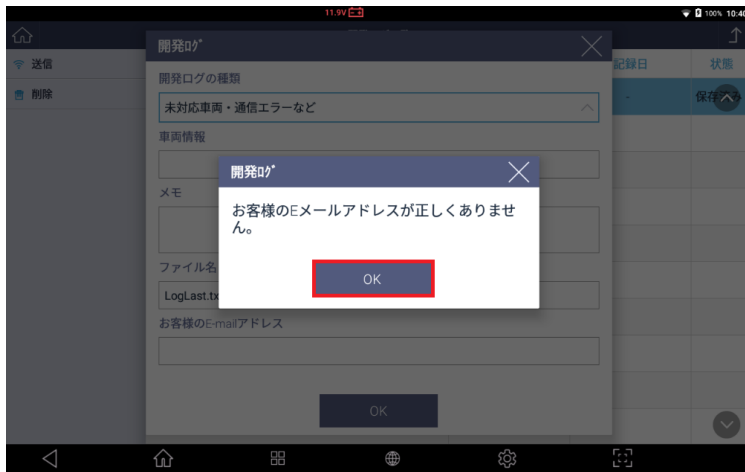 11.9V
100% 10:40
開発ﾛｸﾞ
記録日
状態
送信
削除
開発ログの種類
未対応車両・通信エラーなど
-
保存済み
車両情報
メモ
開発ﾛｸﾞ
お客様のEメールアドレスが正しくありませ
ん。
OK
ファイル名
LogLast.tx
お客様のE-mailアドレス
OK